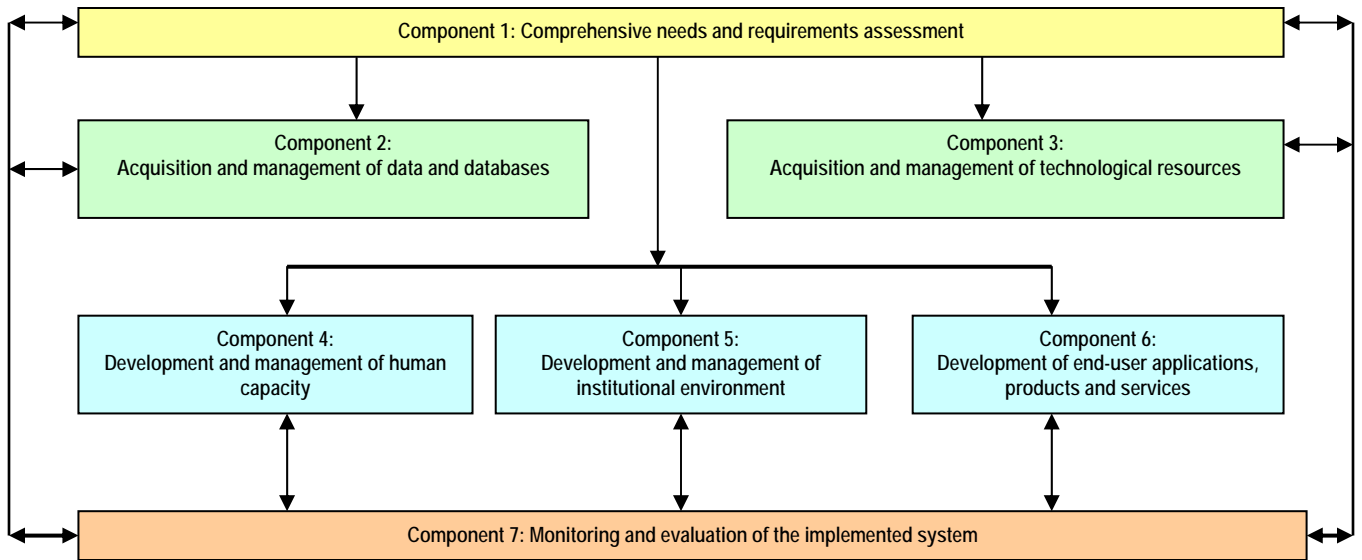 Component 1: Comprehensive needs and requirements assessment
Component 2:
Acquisition and management of data and databases
Component 3:
Acquisition and management of technological resources
Component 4:
Development and management of human
capacity
Component 5:
Development and management of
institutional environment
Component 6:
Development of end-user applications,
products and services
Component 7: Monitoring and evaluation of the implemented system